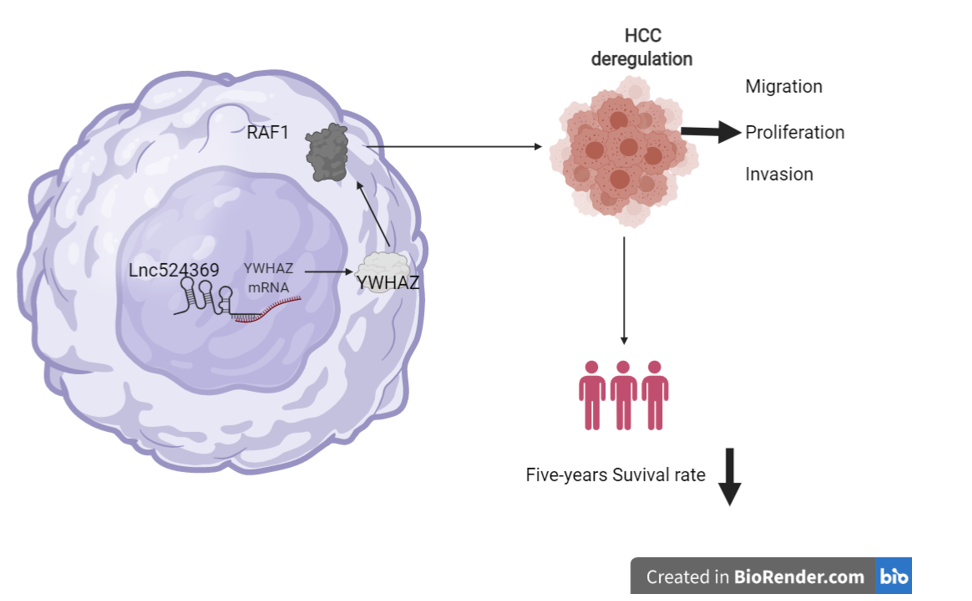 HCC
deregulation
Migration
RAF1
Proliferation
Invasion
Lnc524369
YWHAZ
mRNA
YWHAZ
Five-years Suvival rate
Created in BioRender.com
bio